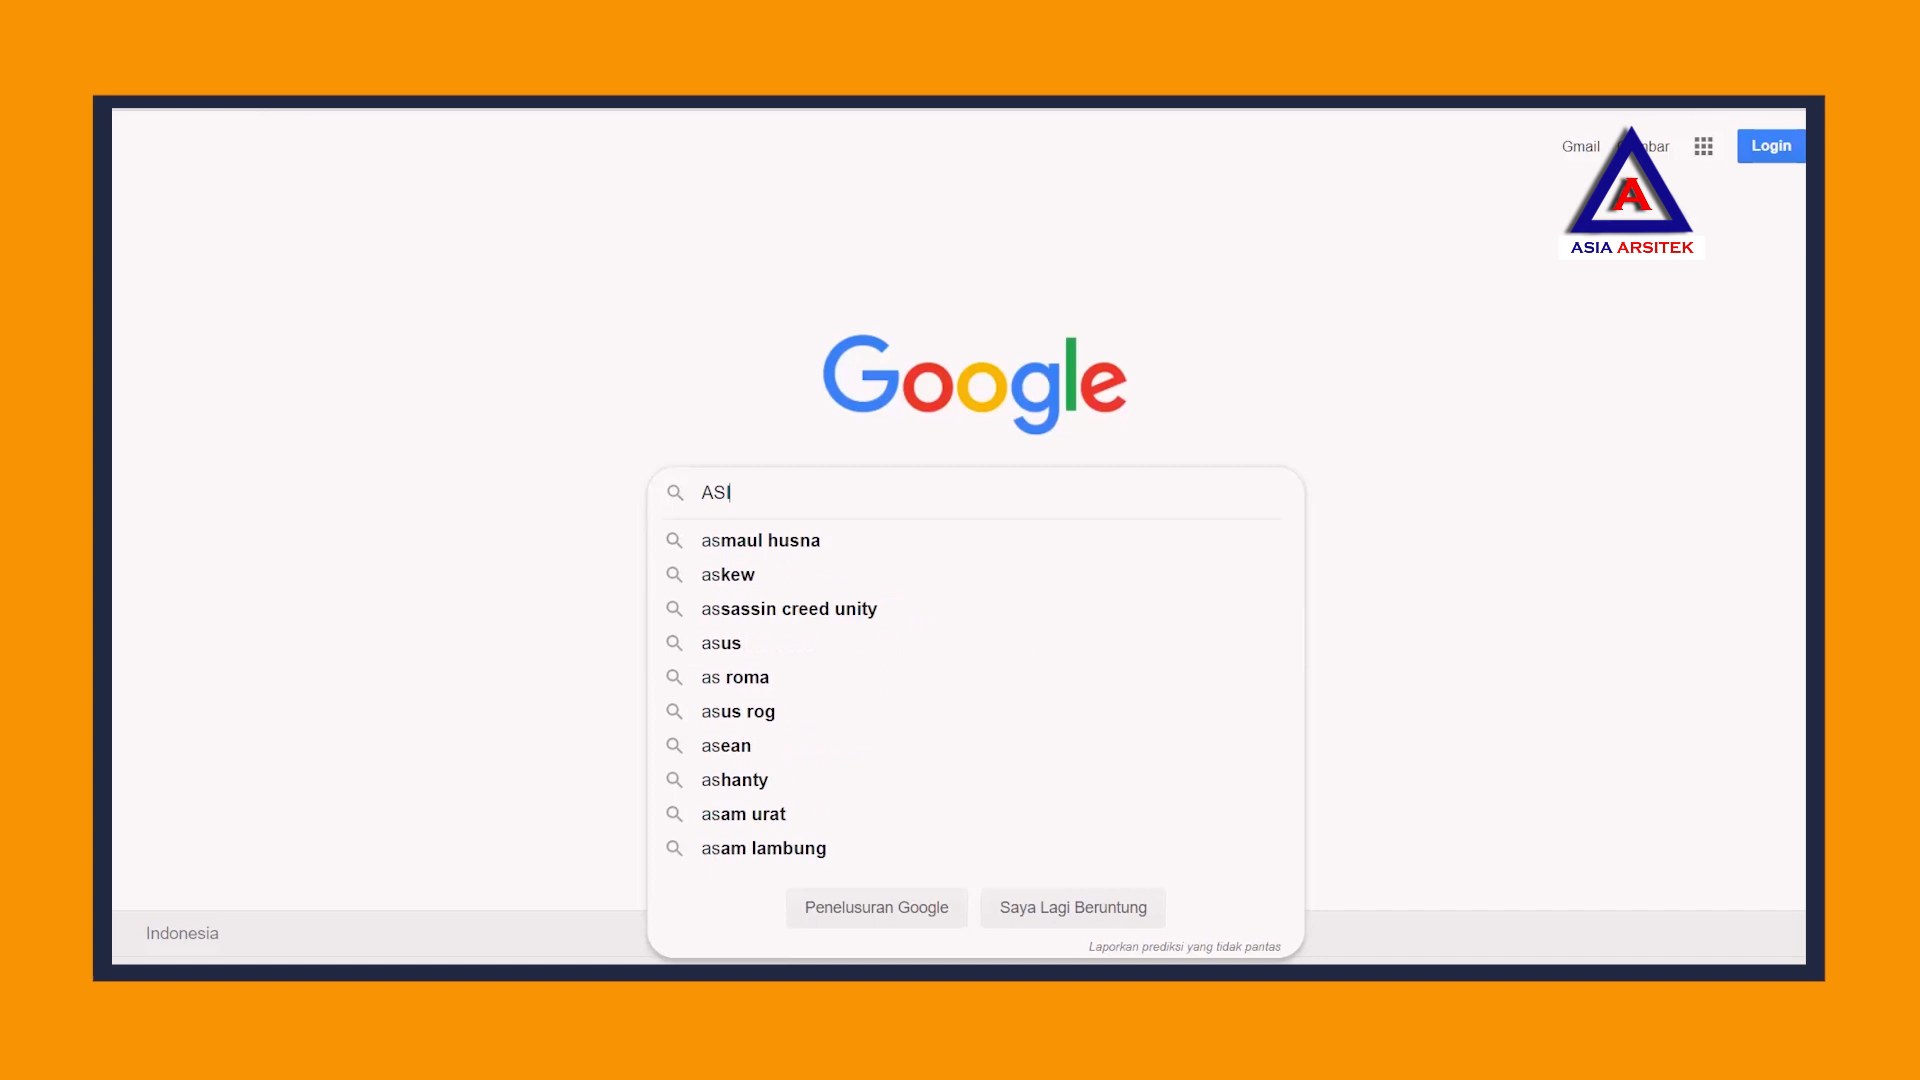 Gmail
Login
A
ASIA ARSITEK
Google
ASI
asmaul husna
askew
assassin creed unity
asus
as roma
asus rog
asean
ashanty
asam urat
asam lambung
Penelusuran Google Saya Lagi Beruntung
Indonesia
Laporkan prediksi yang tidak pantas